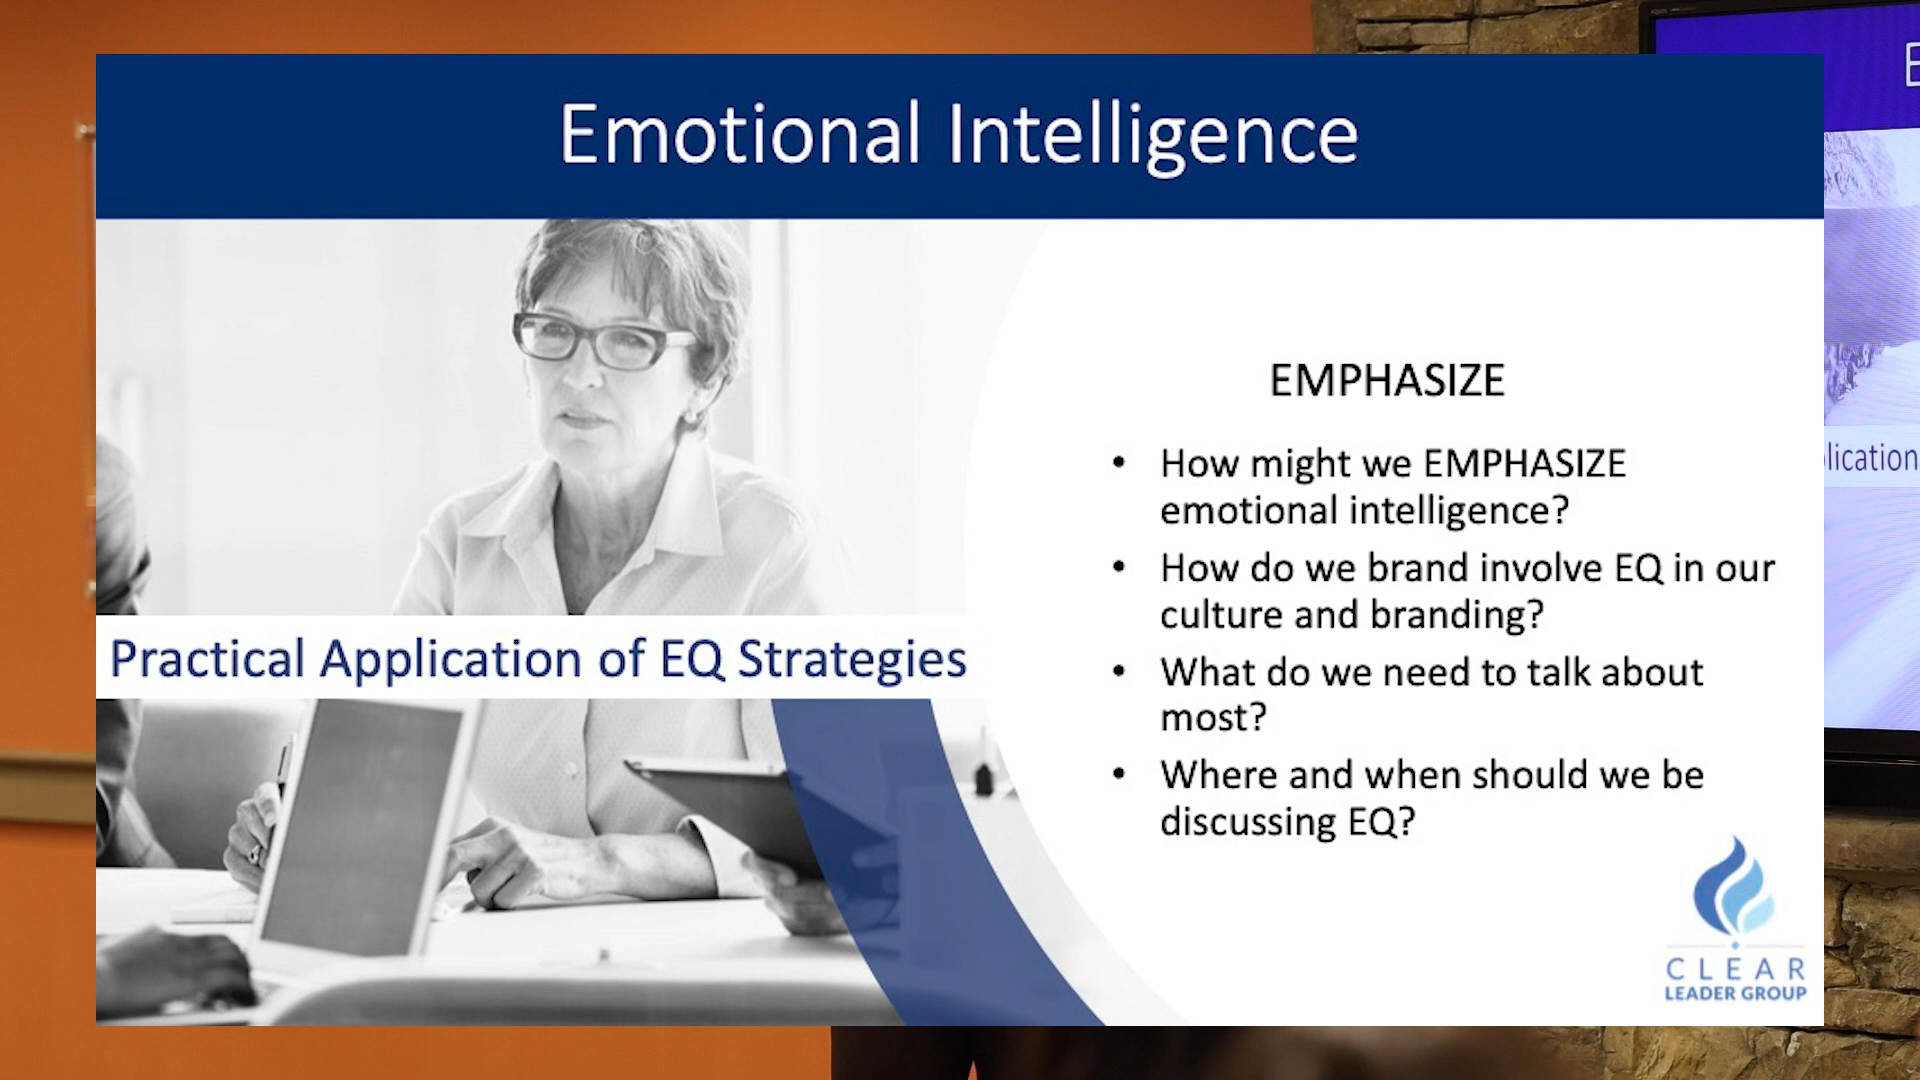 Emotional Intelligence
EMPHASIZE
• How might we EMPHASIZE
emotional intelligence?
• How do we brand involve EQ in our
culture and branding?
• What do we need to talk about
most?
• Where and when should we be
discussing EQ?
Practical Application of EQ Strategies
CLEAR
LEADER GROUP
E
lication